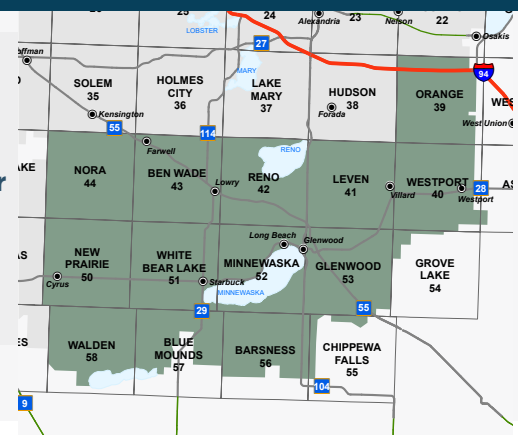 25
24
23
22
Alexandria
Nelson
LOBSTER
Osakis
27
MARY
94
SOLEM
35
HOLMES
CITY
36
LAKE
MARY
37
HUDSON
38
ORANGE
39
Forada
Kensington
55
114
West Union
Farwell
RENO
NORA
44
BEN WADE
43
RENO
42
LEVEN
41
WESTPORT
40
28
Lowry
Villard
Westport
Long Beach
Glenwood
NEW
PRAIRIE
50
WHITE
BEAR LAKE
51
MINNEWASKA
52
GLENWOOD
53
GROVE
LAKE
54
Cyrus
Starbuck
MINNEWASKA
29
55
WALDEN
58
BLUE
MOUNDS
57
BARSNESS
56
CHIPPEWA
FALLS
55
104
9